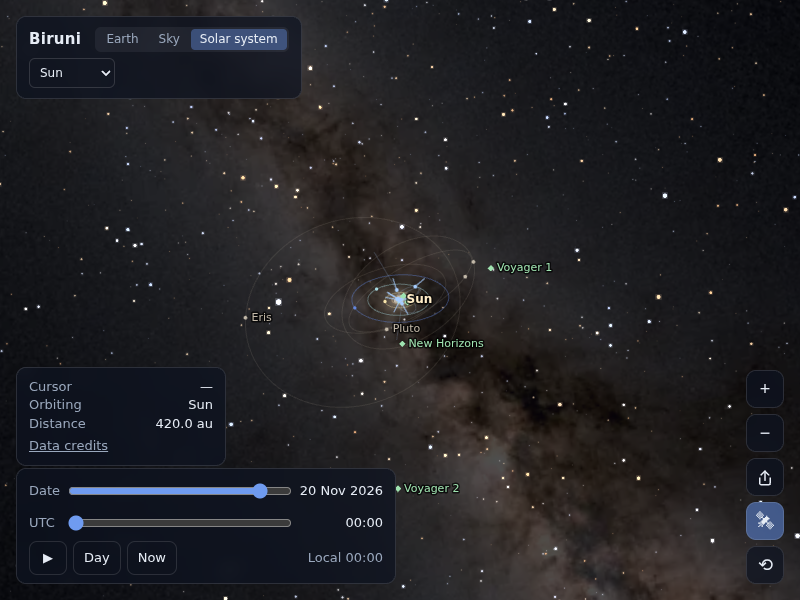 Biruni Earth Sky Solar system
Sun
Voyager 1
Sun
Eris
Pluto
New Horizons
Cursor —
Orbiting Sun
Distance 420.0 au
Data credits
Voyager 2
Date 20 Nov 2026
UTC 00:00
▶ Day Now Local 00:00
+
−
⟲